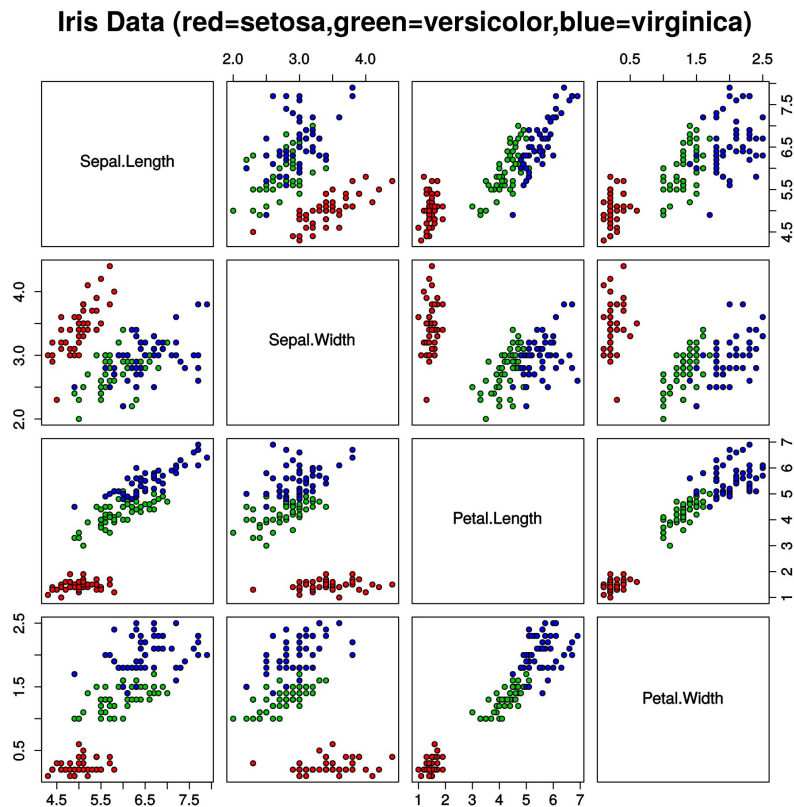 Iris Data (red=setosa,green=versicolor,blue=virginica)
2.0 3.0 4.0
0.5 1.5 2.5
Sepal.Length
4.5 5.5 6.5 7.5
2.0 3.0 4.0
Sepal.Width
Petal.Length
1 2 3 4 5 6 7
0.5 1.5 2.5
Petal.Width
4.5 5.5 6.5 7.5
1 2 3 4 5 6 7